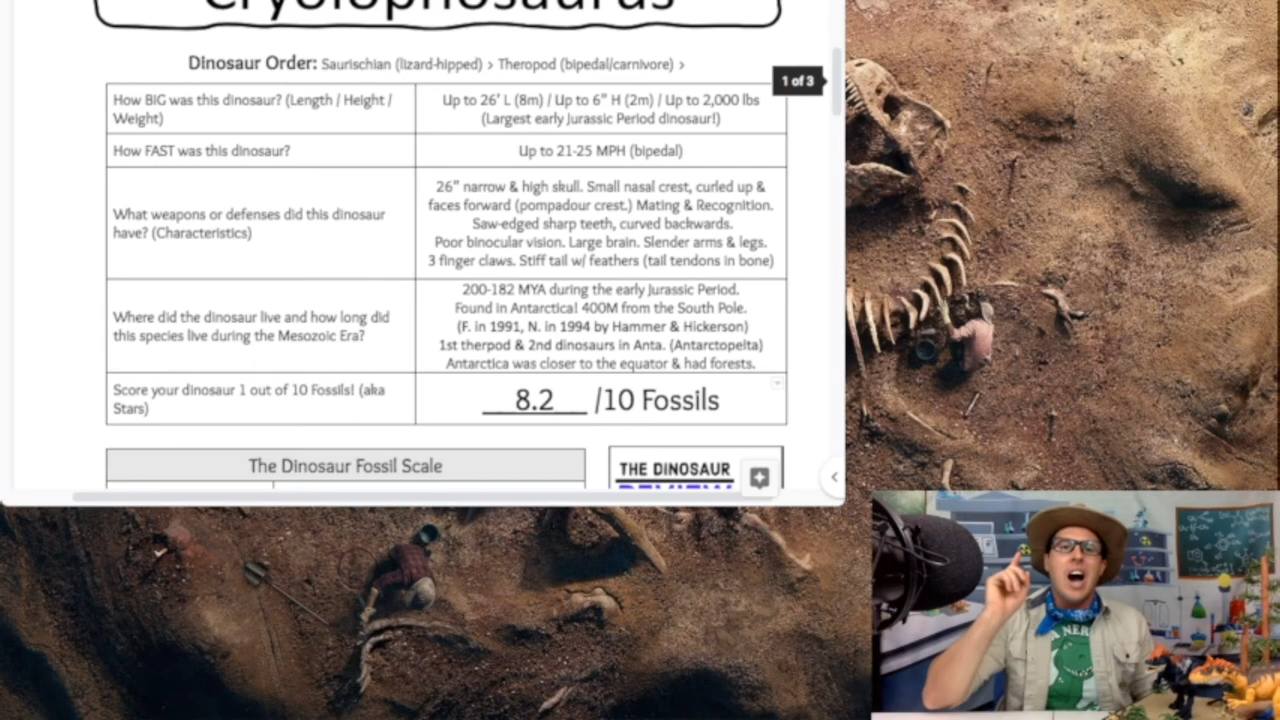 Cryolophosaurus
Dinosaur Order: Saurischian (lizard-hipped) > Theropod (bipedal/carnivore) >
1 of 3
How BIG was this dinosaur? (Length / Height /
Weight)
Up to 26' L (8m) / Up to 6" H (2m) / Up to 2,000 lbs
(Largest early Jurassic Period dinosaur!)
How FAST was this dinosaur?
Up to 21-25 MPH (bipedal)
What weapons or defenses did this dinosaur
have? (Characteristics)
26" narrow & high skull. Small nasal crest, curled up &
faces forward (pompadour crest.) Mating & Recognition.
Saw-edged sharp teeth, curved backwards.
Poor binocular vision. Large brain. Slender arms & legs.
3 finger claws. Stiff tail w/ feathers (tail tendons in bone)
Where did the dinosaur live and how long did
this species live during the Mesozoic Era?
200-182 MYA during the early Jurassic Period.
Found in Antarctica! 400M from the South Pole.
(F. in 1991, N. in 1994 by Hammer & Hickerson)
1st therpod & 2nd dinosaurs in Anta. (Antarctopelta)
Antarctica was closer to the equator & had forests.
Score your dinosaur 1 out of 10 Fossils! (aka
Stars)
8.2 /10 Fossils
The Dinosaur Fossil Scale
THE DINOSAUR
REVIEW
A NER